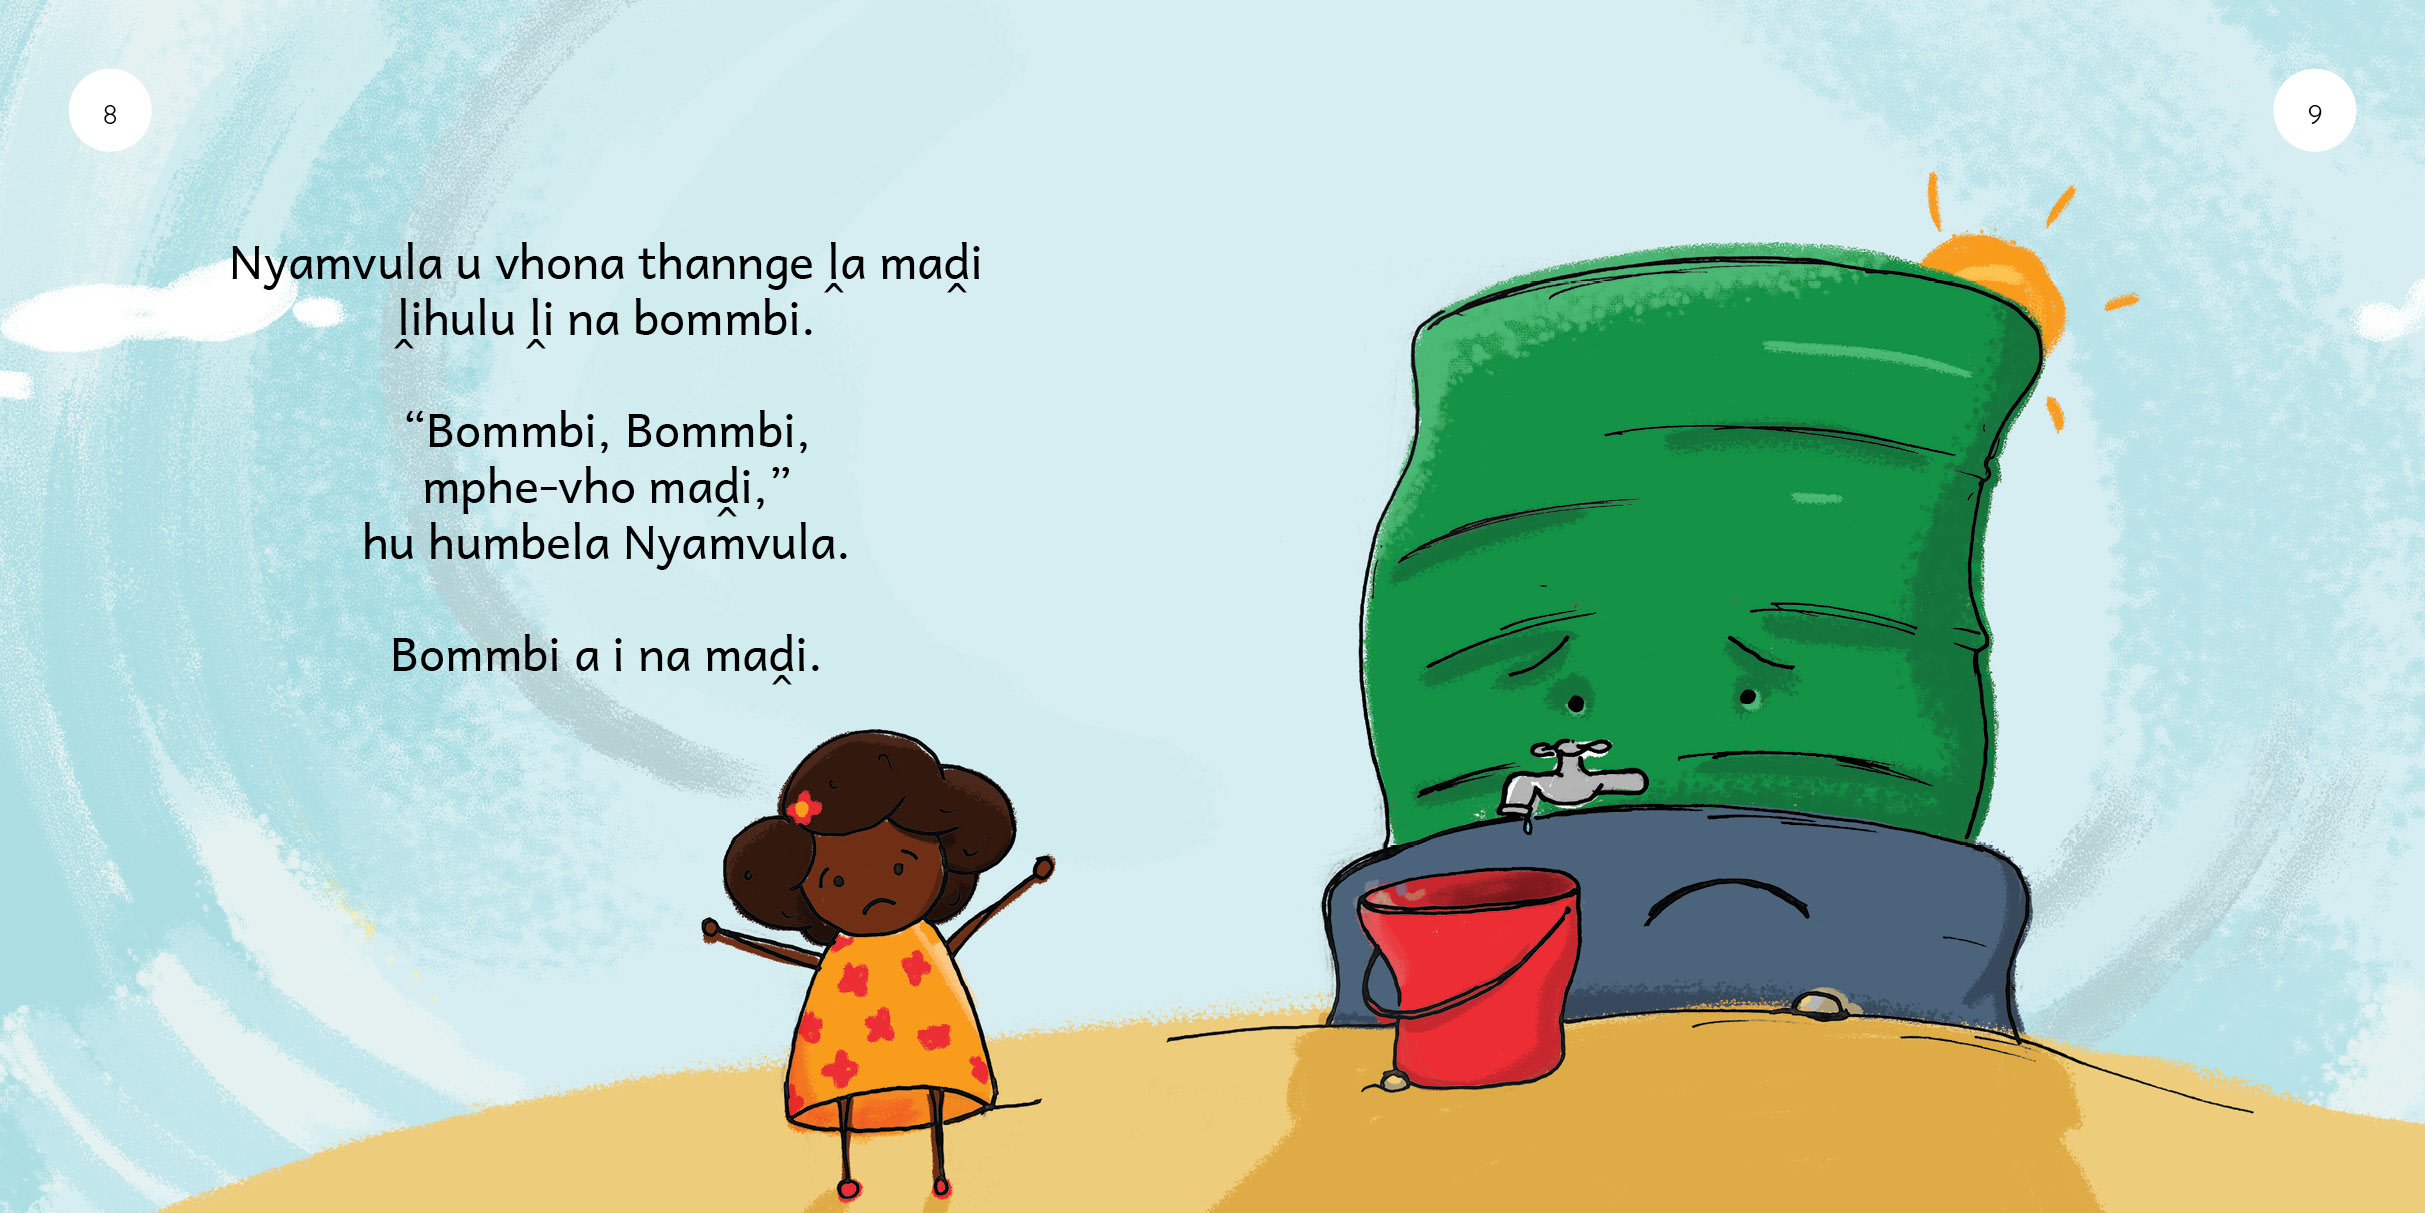 8
Nyamvula u vhona thannge ḽa maḓi
ḽihulu ḽi na bommbi.
“Bommbi, Bommbi,
mphe-vho maḓi,”
hu humbela Nyamvula.
Bommbi a i na maḓi.
9